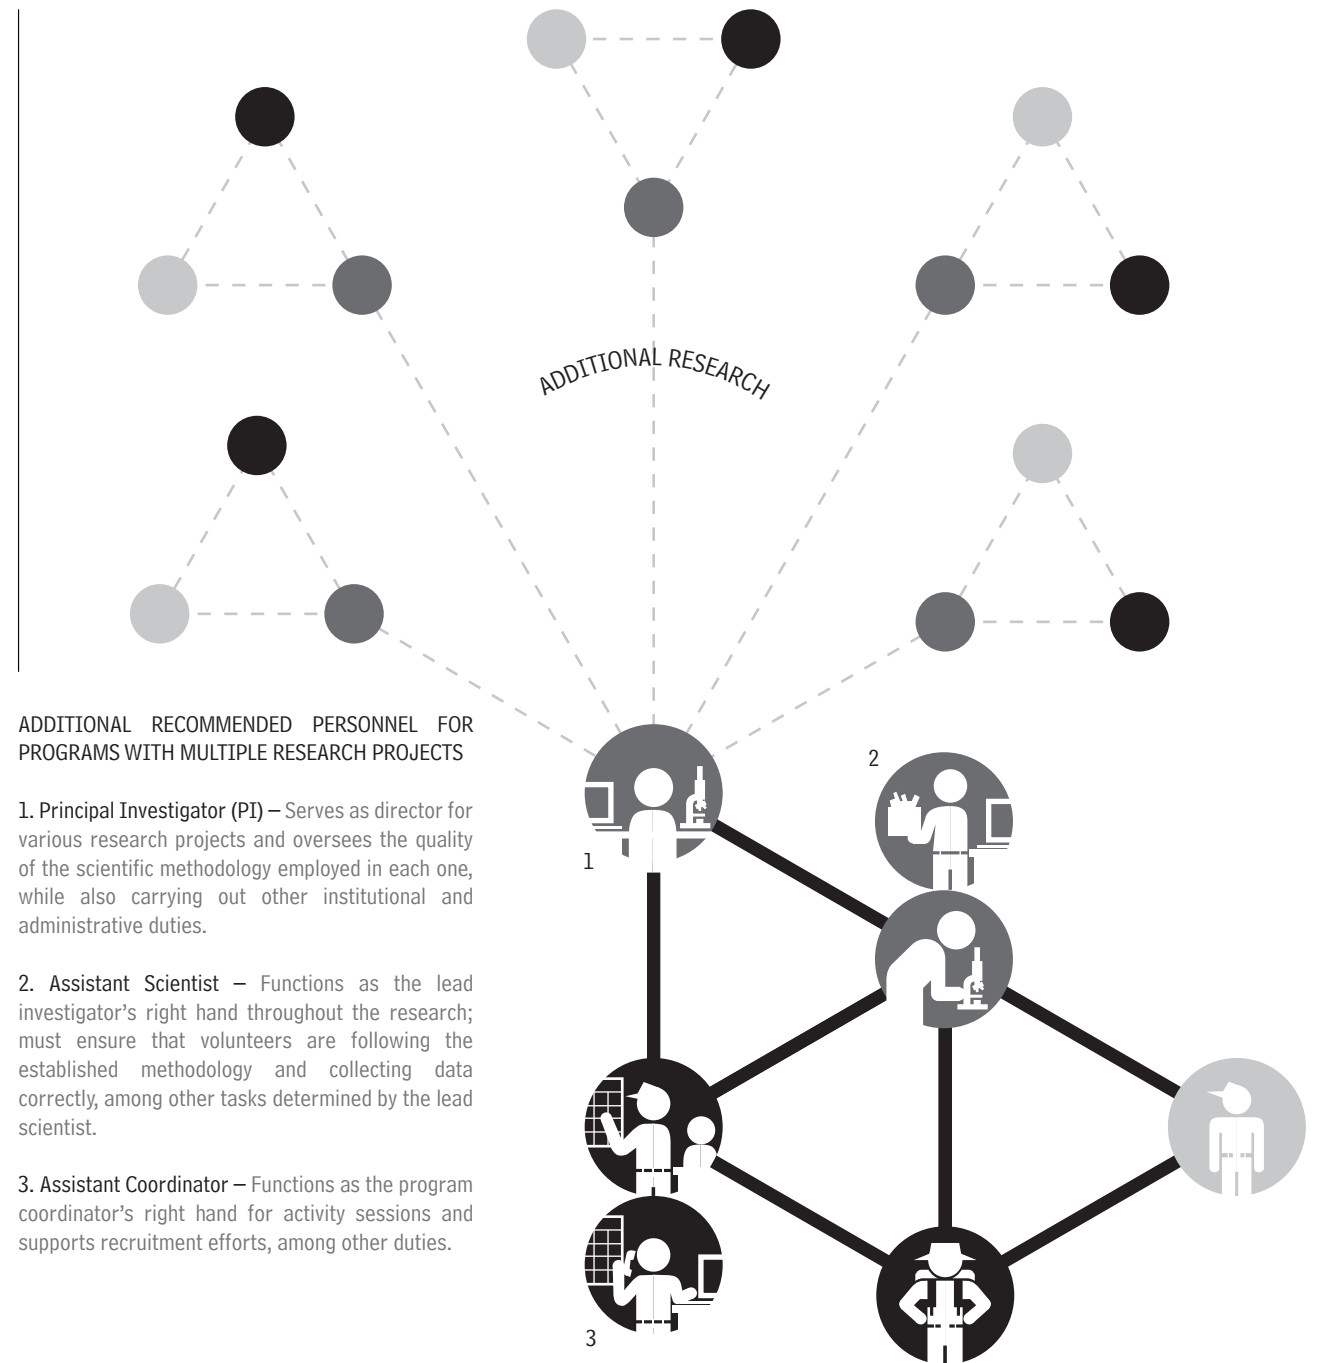 ADDITIONAL RESEARCH
ADDITIONAL RECOMMENDED PERSONNEL FOR
PROGRAMS WITH MULTIPLE RESEARCH PROJECTS
1. Principal Investigator (PI) – Serves as director for
various research projects and oversees the quality
of the scientific methodology employed in each one,
while also carrying out other institutional and
administrative duties.
2. Assistant Scientist – Functions as the lead
investigator’s right hand throughout the research;
must ensure that volunteers are following the
established methodology and collecting data
correctly, among other tasks determined by the lead
scientist.
3. Assistant Coordinator – Functions as the program
coordinator’s right hand for activity sessions and
supports recruitment efforts, among other duties.
2
1
3